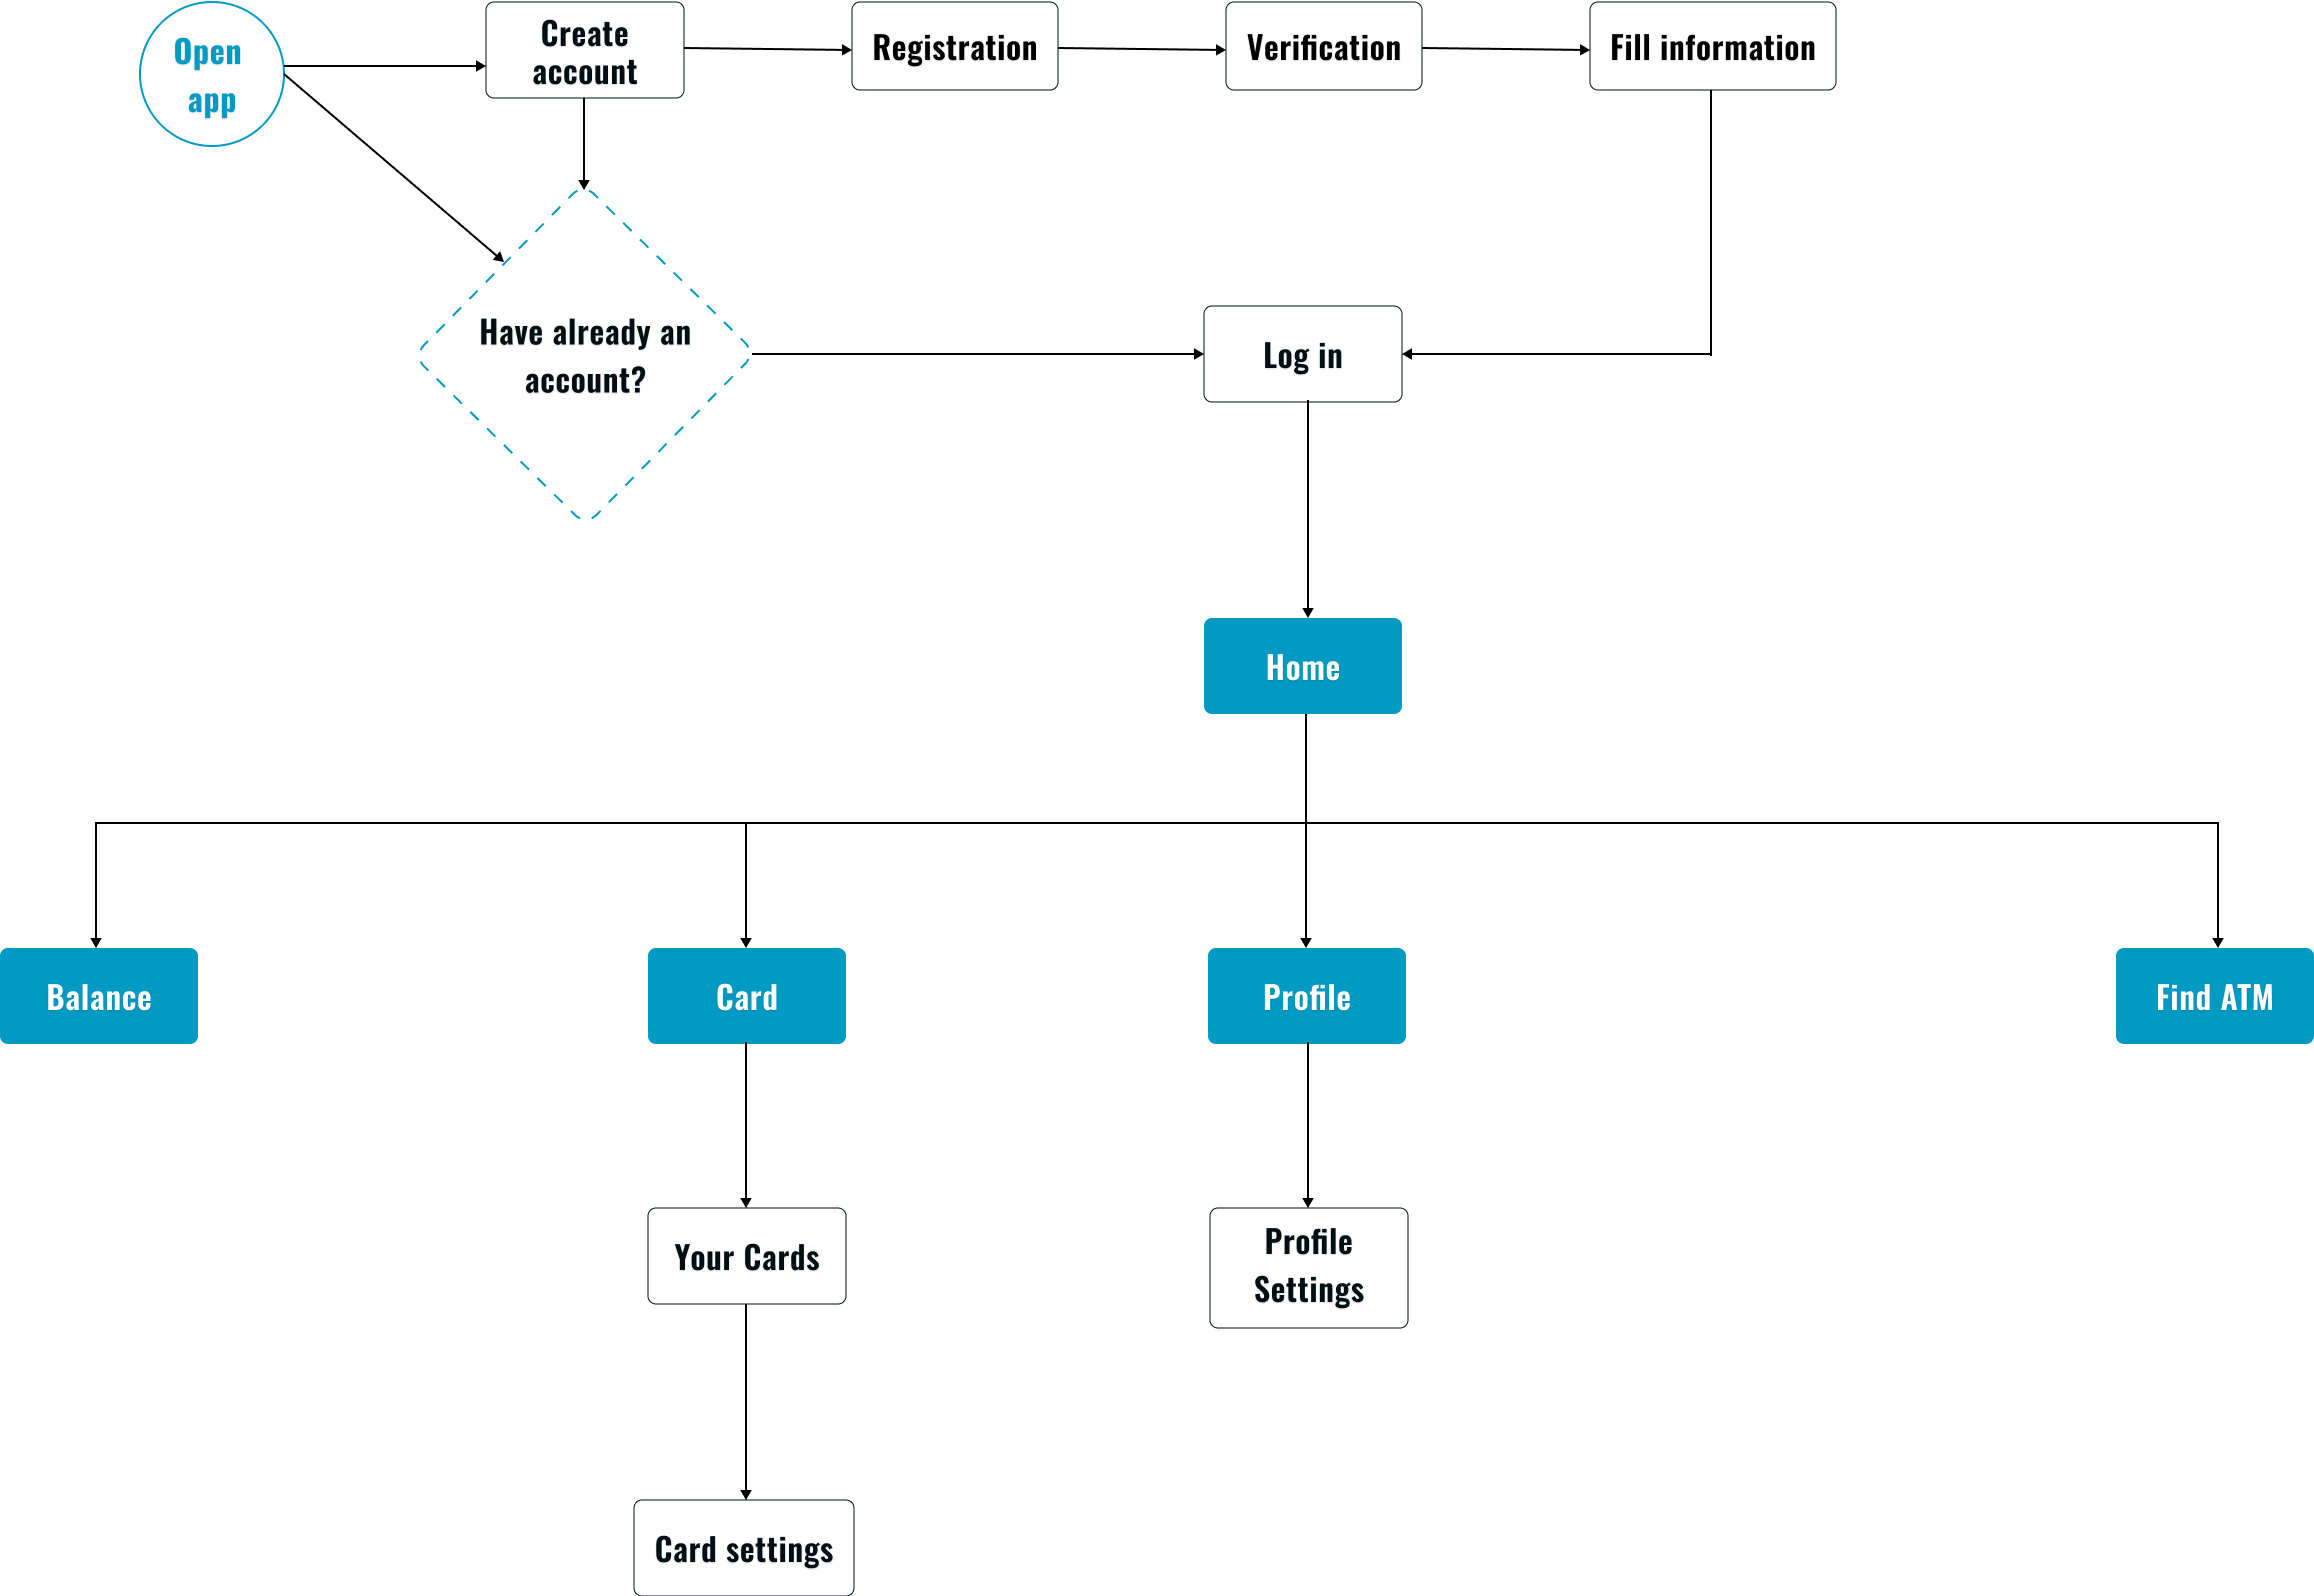 Open
app
Create
account
Registration
Verification
Fill information
Have already an
account?
Log in
Home
Balance
Card
Profile
Find ATM
Your Cards
Profile
Settings
Card settings